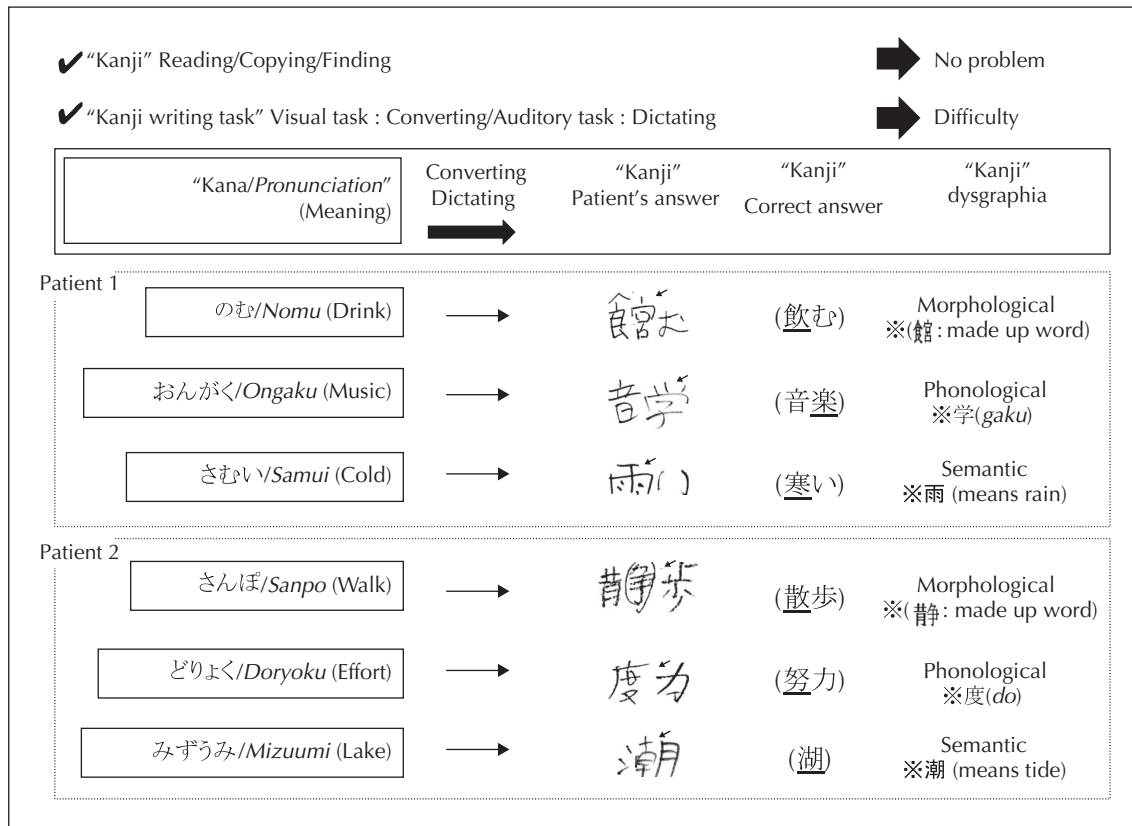 ✔ “Kanji” Reading/Copying/Finding ➡ No problem
✔ “Kanji writing task” Visual task : Converting/Auditory task : Dictating ➡ Difficulty
“Kana/Pronunciation”
(Meaning)
Converting
Dictating
“Kanji”
Patient’s answer
“Kanji”
Correct answer
“Kanji”
dysgraphia
Patient 1
のむ/Nomu (Drink)
(飲む)
Morphological
※( : made up word)
おんがく/Ongaku (Music)
音学
(音楽)
Phonological
※学(gaku)
さむい/Samui (Cold)
雨い
(寒い)
Semantic
※雨 (means rain)
Patient 2
さんぽ/Sanpo (Walk)
(散歩)
Morphological
※( : made up word)
どりょく/Doryoku (Effort)
度力
(努力)
Phonological
※度(do)
みずうみ/Mizuumi (Lake)
潮
(湖)
Semantic
※潮 (means tide)